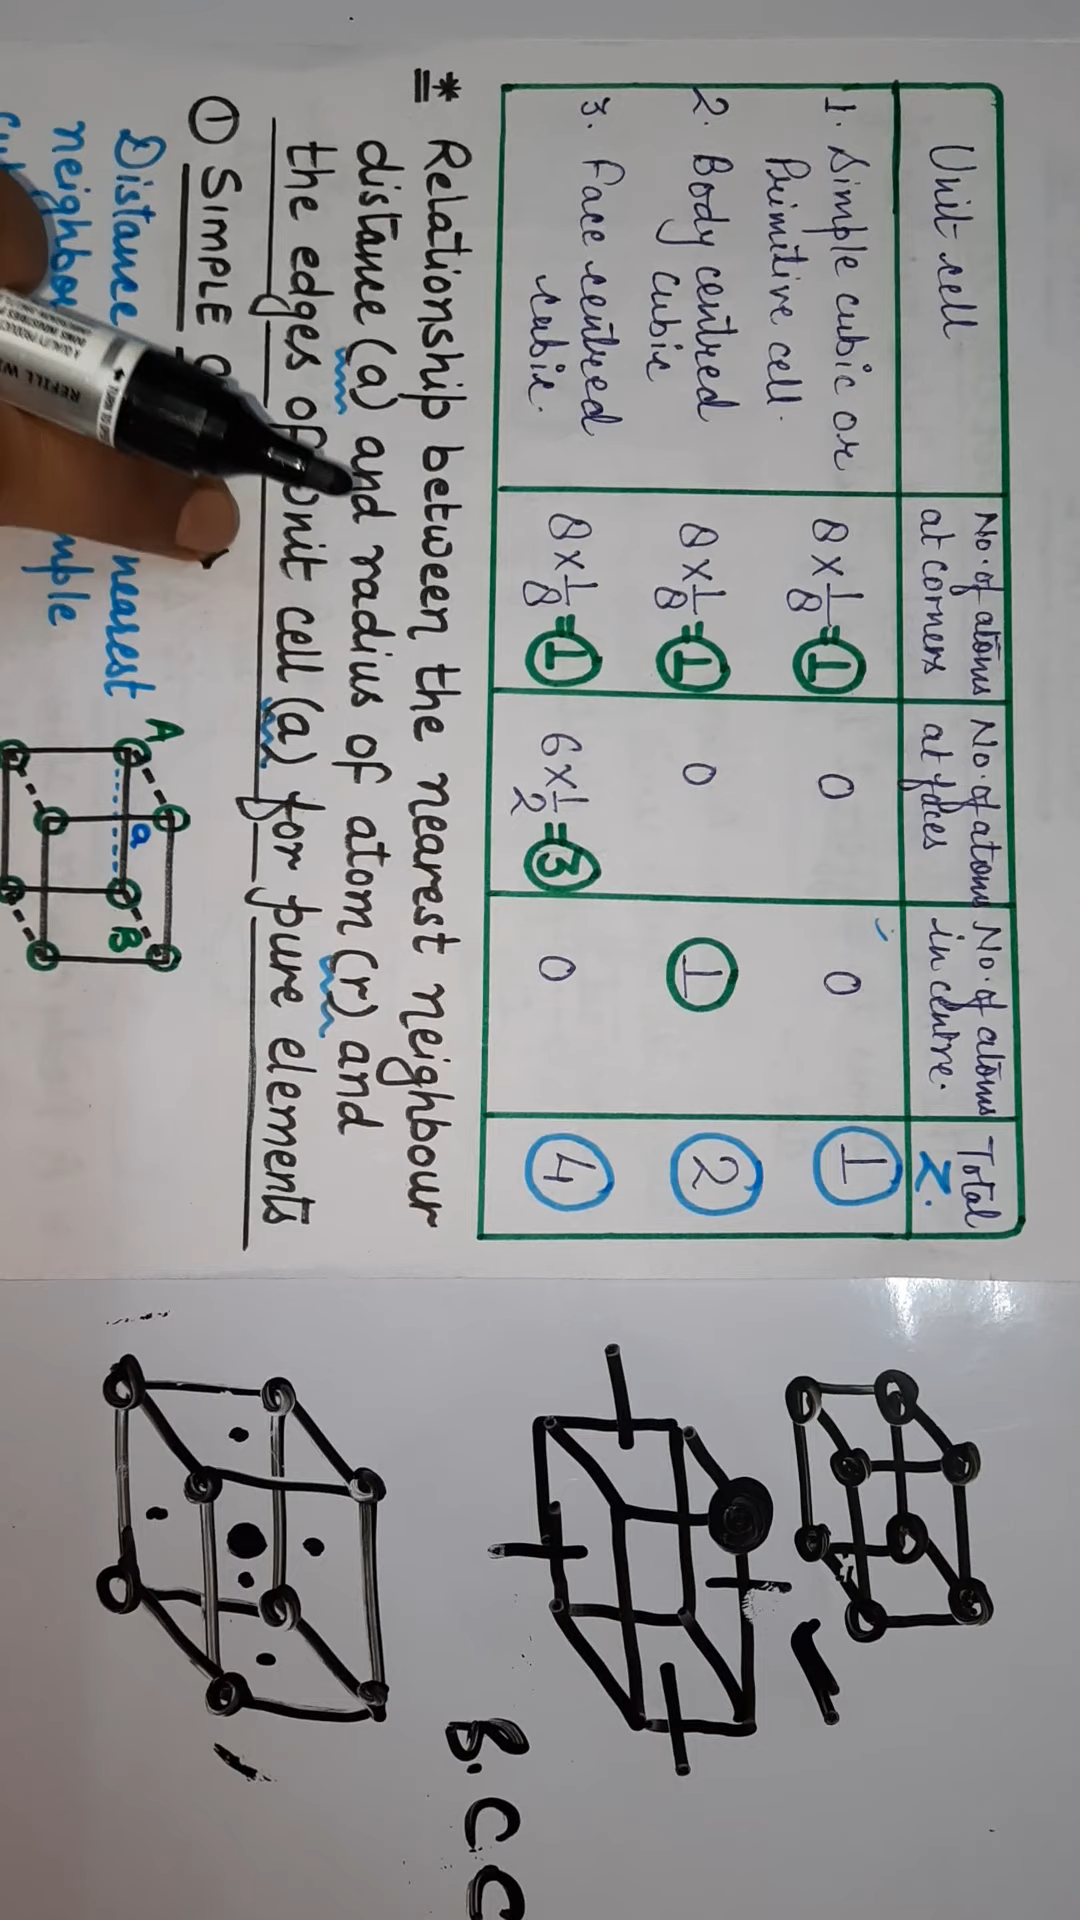 Unit cell
No. of atoms
at corners
No. of atoms
at faces
No. of atoms
in centre.
Total
Z.
1. Simple cubic or
Primitive cell.
8 × 1/8 = 1
0
0
1
2. Body centred
cubic
8 × 1/8 = 1
0
1
2
3. Face centred
cubic.
8 × 1/8 = 1
6 × 1/2 = 3
0
4
* Relationship between the nearest neighbour
distance (a) and radius of atom (r) and
the edges of unit cell (a) for pure elements
① SIMPLE
Distance nearest
A
a
B
B.C.C
REFILL